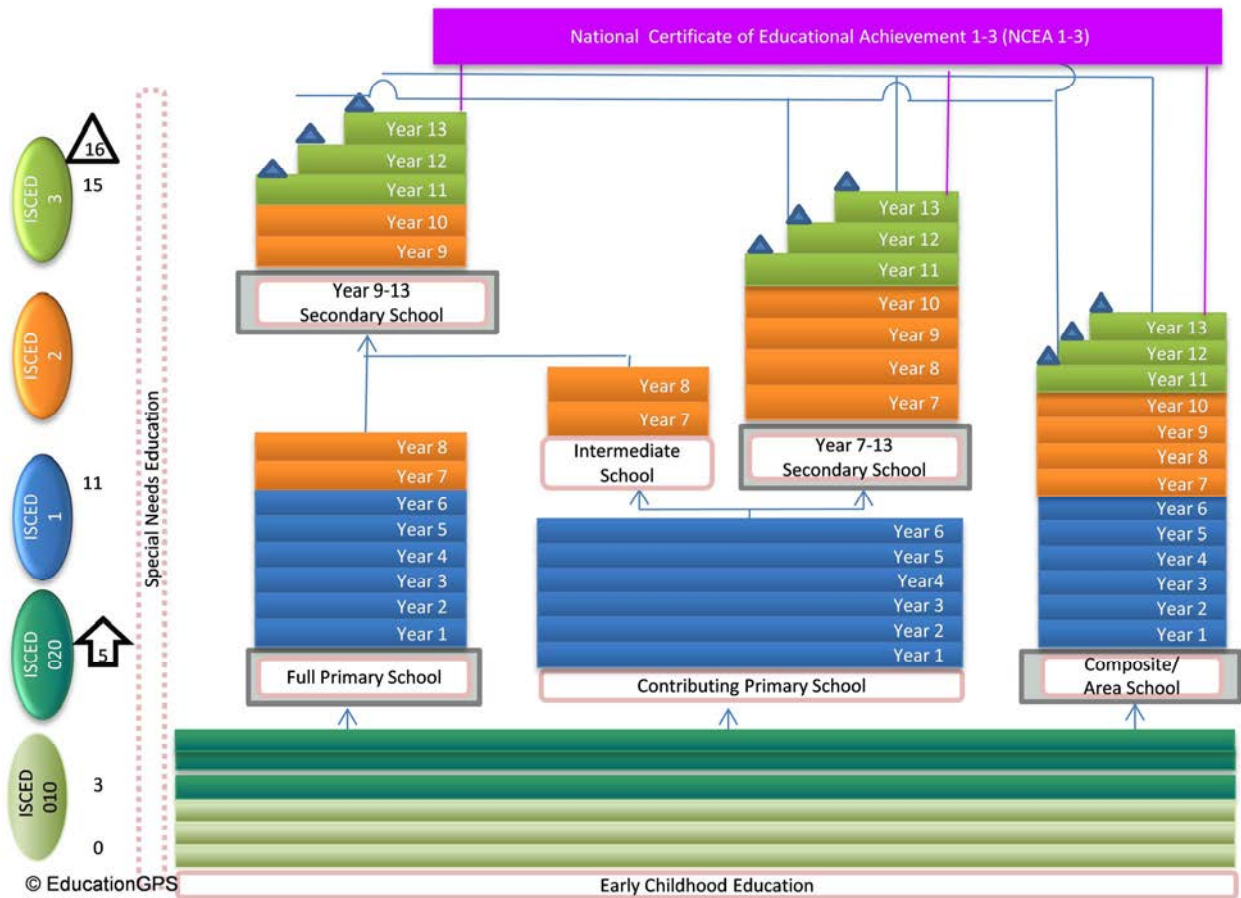 National Certificate of Educational Achievement 1-3 (NCEA 1-3)
ISCED
3
16
15
ISCED
2
ISCED
1
11
ISCED
020
5
ISCED
010
3
0
Special Needs Education
Year 13
Year 12
Year 11
Year 10
Year 9
Year 9-13
Secondary School
Year 8
Year 7
Year 6
Year 5
Year 4
Year 3
Year 2
Year 1
Full Primary School
Year 8
Year 7
Intermediate
School
Year 13
Year 12
Year 11
Year 10
Year 9
Year 8
Year 7
Year 7-13
Secondary School
Year 6
Year 5
Year4
Year 3
Year 2
Year 1
Contributing Primary School
Year 13
Year 12
Year 11
Year 10
Year 9
Year 8
Year 7
Year 6
Year 5
Year 4
Year 3
Year 2
Year 1
Composite/
Area School
© EducationGPS
Early Childhood Education